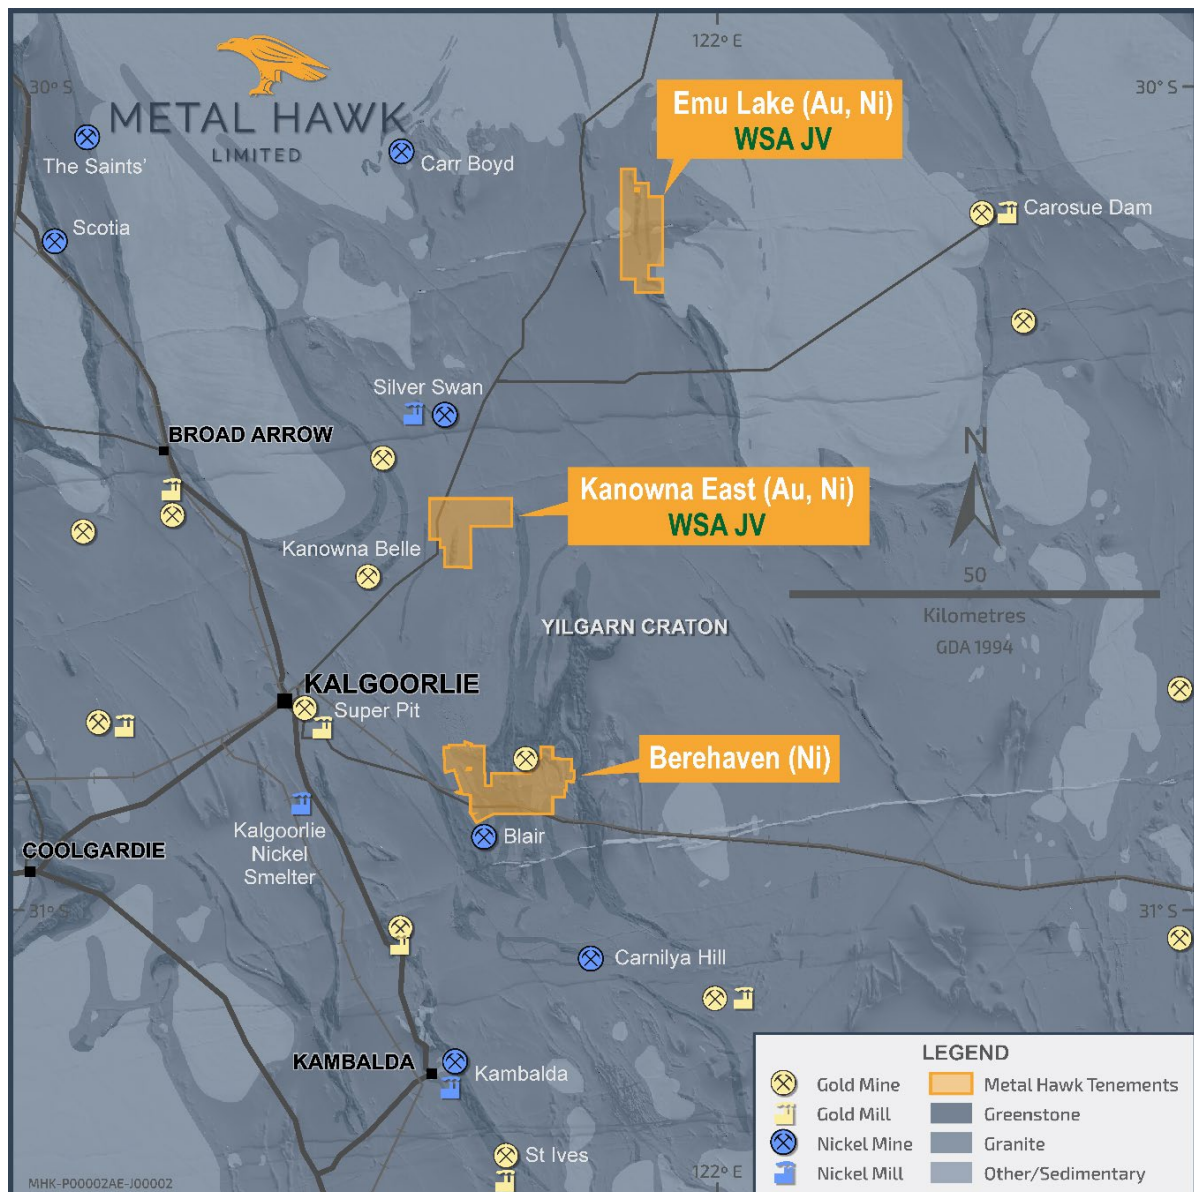 122° E
30° S
30° S
METAL HAWK
LIMITED
Emu Lake (Au, Ni)
WSA JV
The Saints'
Carr Boyd
Scotia
Carosue Dam
Silver Swan
BROAD ARROW
N
Kanowna East (Au, Ni)
WSA JV
Kanowna Belle
50
Kilometres
GDA 1994
YILGARN CRATON
KALGOORLIE
Super Pit
Berehaven (Ni)
Kalgoorlie
Nickel
Smelter
Blair
COOLGARDIE
31° S
31° S
Carnilya Hill
KAMBALDA
Kambalda
St Ives
122° E
MHK-P00002AE-J00002
LEGEND
Gold Mine
Gold Mill
Nickel Mine
Nickel Mill
Metal Hawk Tenements
Greenstone
Granite
Other/Sedimentary